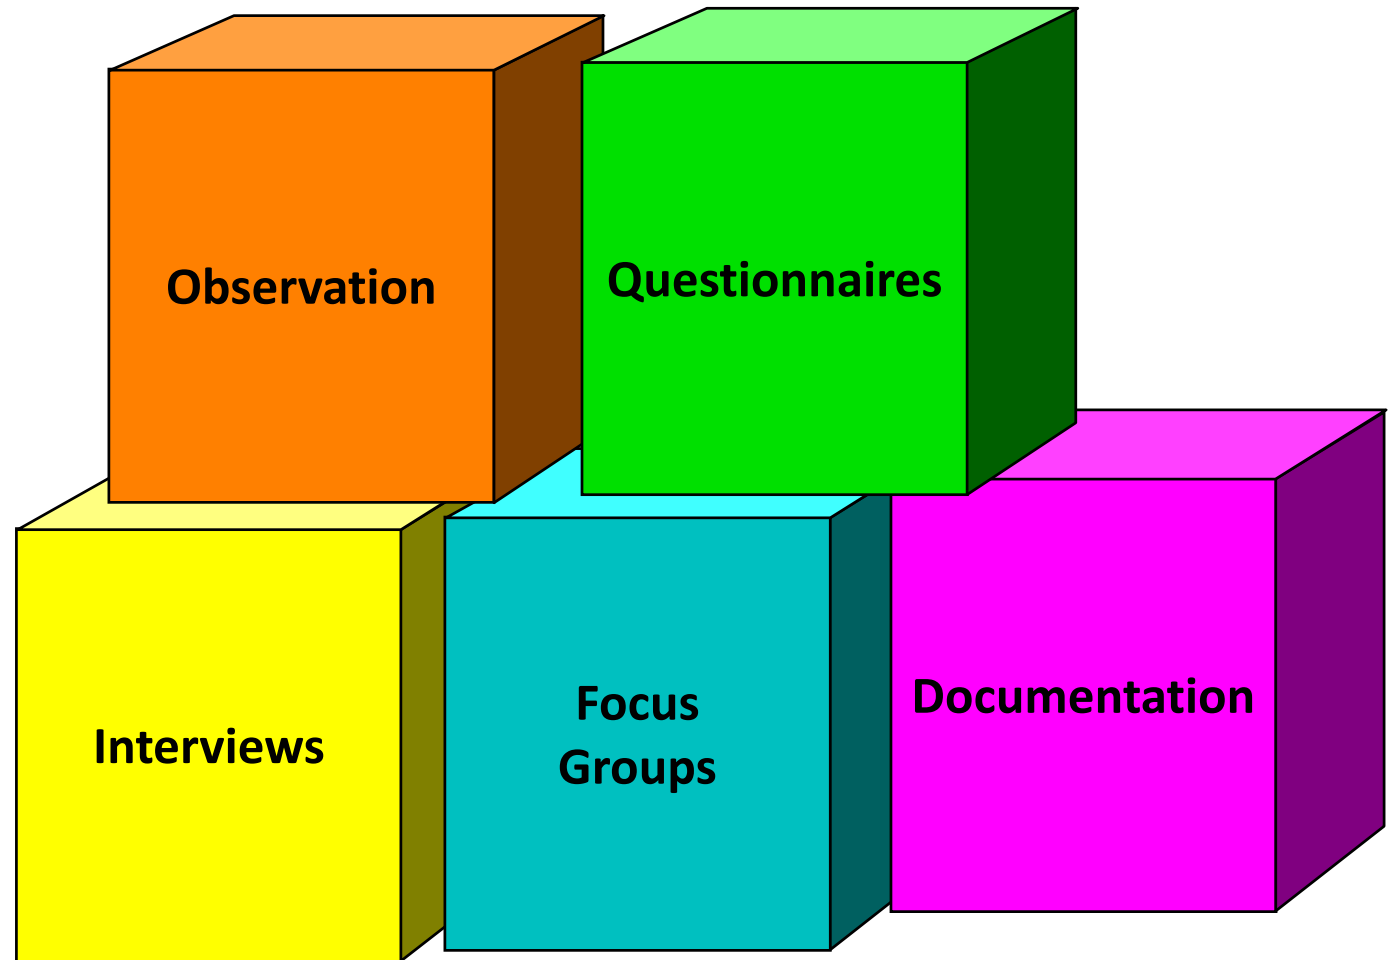 Observation
Questionnaires
Interviews
Focus
Groups
Documentation